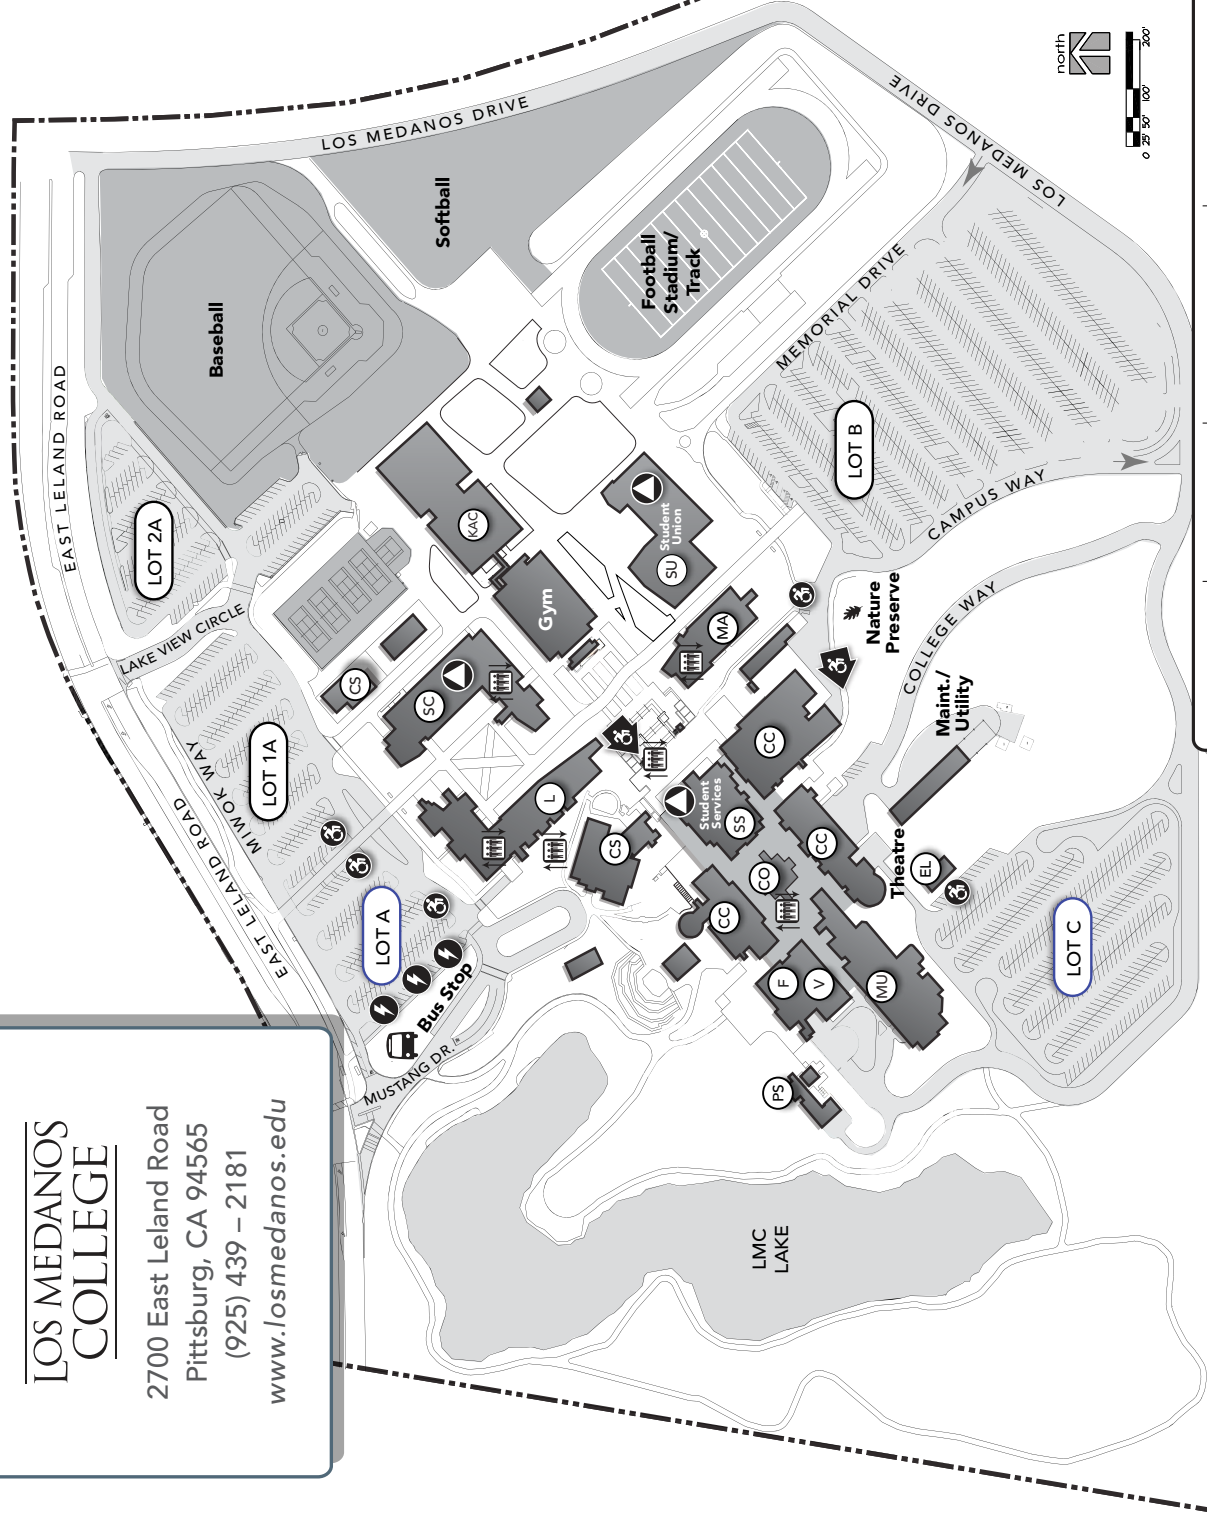 LOS MEDANOS
COLLEGE
2700 East Leland Road
Pittsburg, CA 94565
(925) 439 – 2181
www.losmedanos.edu
EAST LELAND ROAD
EAST LELAND ROAD
LOS MEDANOS DRIVE
LOS MEDANOS DRIVE
LAKE VIEW CIRCLE
MIWOK WAY
MUSTANG DR.
MEMORIAL DRIVE
CAMPUS WAY
COLLEGE WAY
LOT 2A
LOT 1A
LOT A
LOT B
LOT C
Baseball
Softball
Football
Stadium/
Track
KAC
Gym
Student
Union
SU
MA
CS
SC
L
CS
Student
Services
SS
CC
CC
CC
CO
F
V
MU
PS
EL
Theatre
Maint./
Utility
Nature
Preserve
Bus Stop
LMC
LAKE
north
0 25' 50' 100' 200'